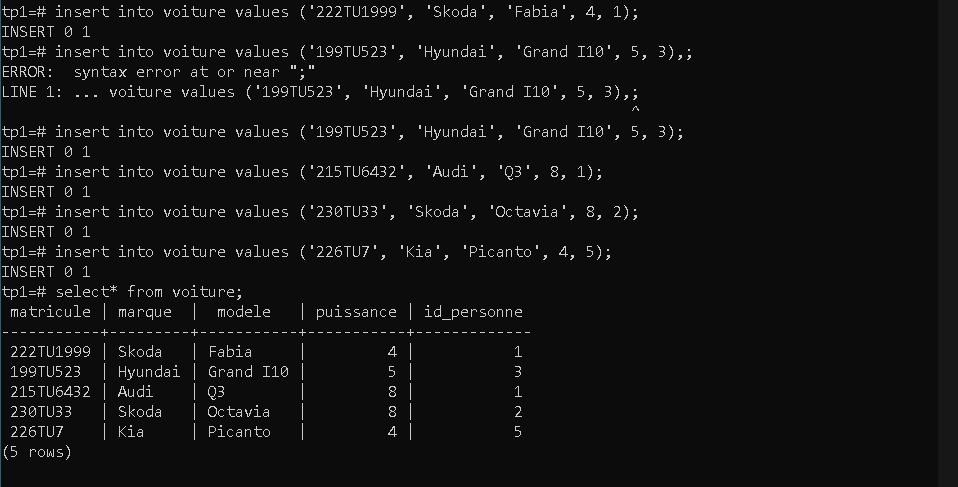 tp1=# insert into voiture values ('222TU1999', 'Skoda', 'Fabia', 4, 1);
INSERT 0 1
tp1=# insert into voiture values ('199TU523', 'Hyundai', 'Grand I10', 5, 3),;
ERROR:  syntax error at or near ";"
LINE 1: ... voiture values ('199TU523', 'Hyundai', 'Grand I10', 5, 3),;
                                                                      ^
tp1=# insert into voiture values ('199TU523', 'Hyundai', 'Grand I10', 5, 3);
INSERT 0 1
tp1=# insert into voiture values ('215TU6432', 'Audi', 'Q3', 8, 1);
INSERT 0 1
tp1=# insert into voiture values ('230TU33', 'Skoda', 'Octavia', 8, 2);
INSERT 0 1
tp1=# insert into voiture values ('226TU7', 'Kia', 'Picanto', 4, 5);
INSERT 0 1
tp1=# select* from voiture;
 matricule | marque  |  modele   | puissance | id_personne
-----------+---------+-----------+-----------+-------------
 222TU1999 | Skoda   | Fabia     |         4 |           1
 199TU523  | Hyundai | Grand I10 |         5 |           3
 215TU6432 | Audi    | Q3        |         8 |           1
 230TU33   | Skoda   | Octavia   |         8 |           2
 226TU7    | Kia     | Picanto   |         4 |           5
(5 rows)